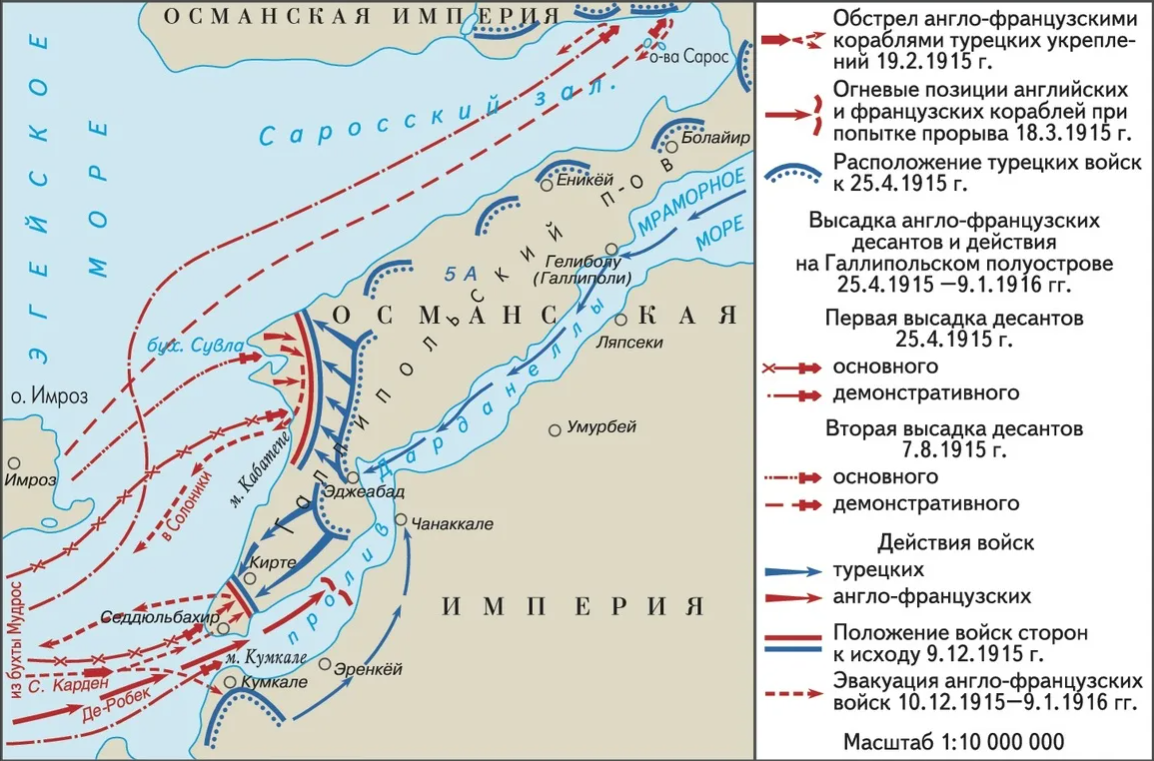 ОСМАНСКАЯ ИМПЕРИЯ
о-ва Сарос
Саросский зал.
ЭГЕЙСКОЕ
МОРЕ
Болайир
Еникёй
МРАМОРНОЕ
МОРЕ
Гелиболу
(Галлиполи)
5 А
Галлипольский п-ов
ОСМАНСКАЯ
Ляпсеки
бух. Сувла
о. Имроз
Имроз
Умурбей
м. Кабатепе
в Солоники
Эджеабад
Чанаккале
пролив Дарданеллы
Кирте
Седдюльбахир
ИМПЕРИЯ
из бухты Мудрос
С. Карден
Де-Робек
м. Кумкале
Кумкале
Эренкёй
Обстрел англо-французскими
кораблями турецких укрепле-
ний 19.2.1915 г.
Огневые позиции английских
и французских кораблей при
попытке прорыва 18.3.1915 г.
Расположение турецких войск
к 25.4.1915 г.
Высадка англо-французских
десантов и действия
на Галлипольском полуострове
25.4.1915 –9.1.1916 гг.
Первая высадка десантов
25.4.1915 г.
основного
демонстративного
Вторая высадка десантов
7.8.1915 г.
основного
демонстративного
Действия войск
турецких
англо-французских
Положение войск сторон
к исходу 9.12.1915 г.
Эвакуация англо-французских
войск 10.12.1915–9.1.1916 гг.
Масштаб 1:10 000 000